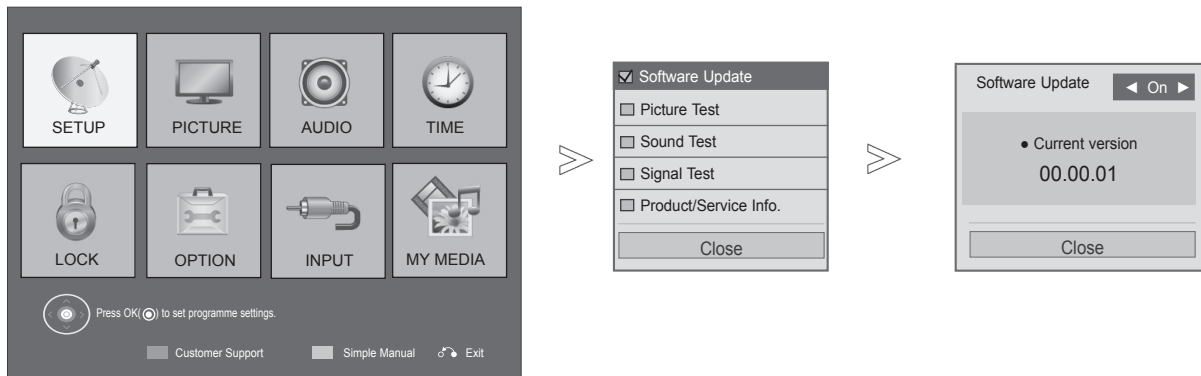 SETUP PICTURE AUDIO TIME
LOCK OPTION INPUT MY MEDIA
Press OK(◉) to set programme settings.
Customer Support Simple Manual Exit
Software Update
Picture Test
Sound Test
Signal Test
Product/Service Info.
Close
Software Update ◄ On ►
• Current version
00.00.01
Close